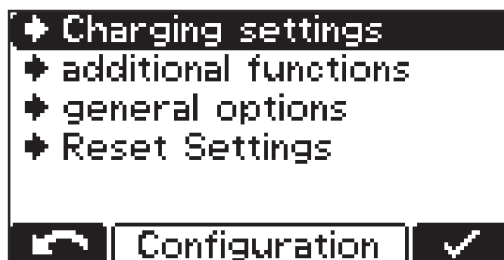 Charging settings
additional functions
general options
Reset Settings
Configuration